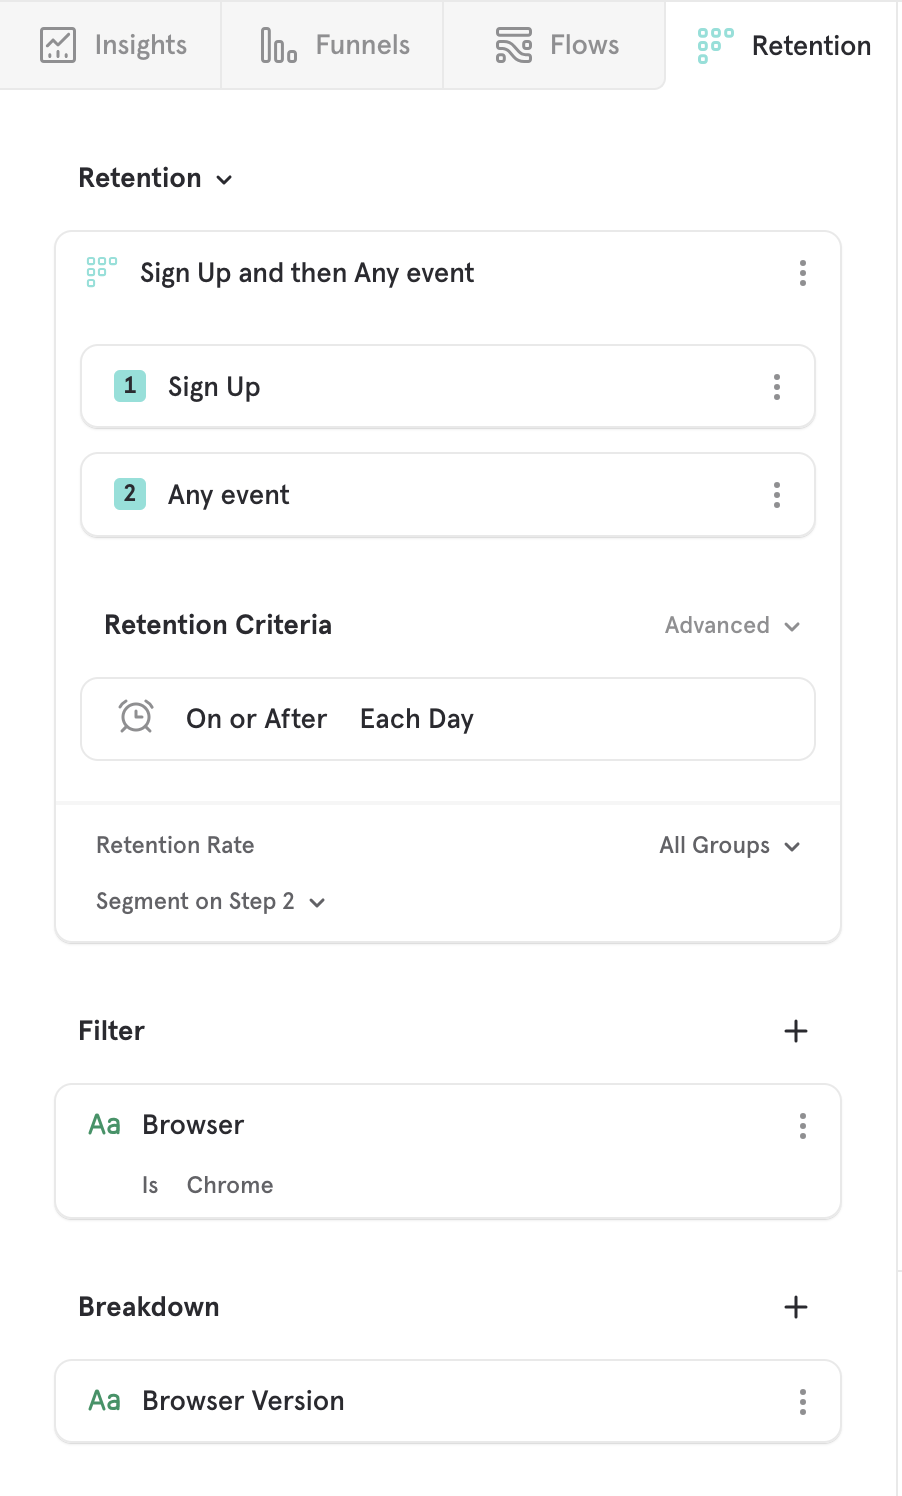 Insights
Funnels
Flows
Retention
Retention
Sign Up and then Any event
1 Sign Up
2 Any event
Retention Criteria
Advanced
On or After Each Day
Retention Rate
All Groups
Segment on Step 2
Filter
Aa Browser
Is Chrome
Breakdown
Aa Browser Version